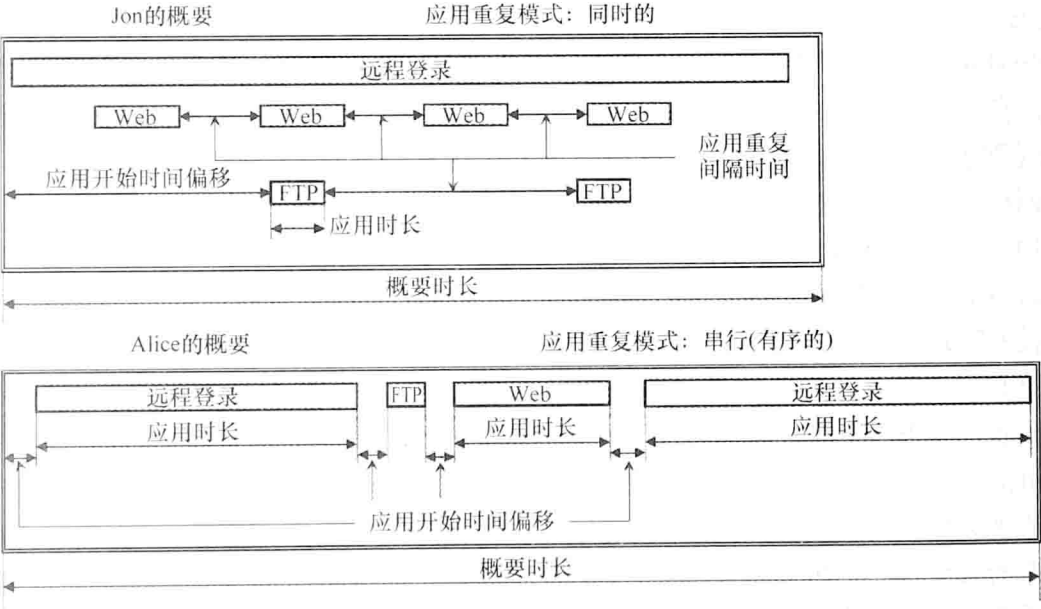 Jon的概要 应用重复模式：同时的
远程登录
Web Web Web Web
应用重复
间隔时间
应用开始时间偏移
FTP FTP
应用时长
概要时长
Alice的概要 应用重复模式：串行(有序的)
远程登录 FTP Web 远程登录
应用时长 应用时长 应用时长
应用开始时间偏移
概要时长